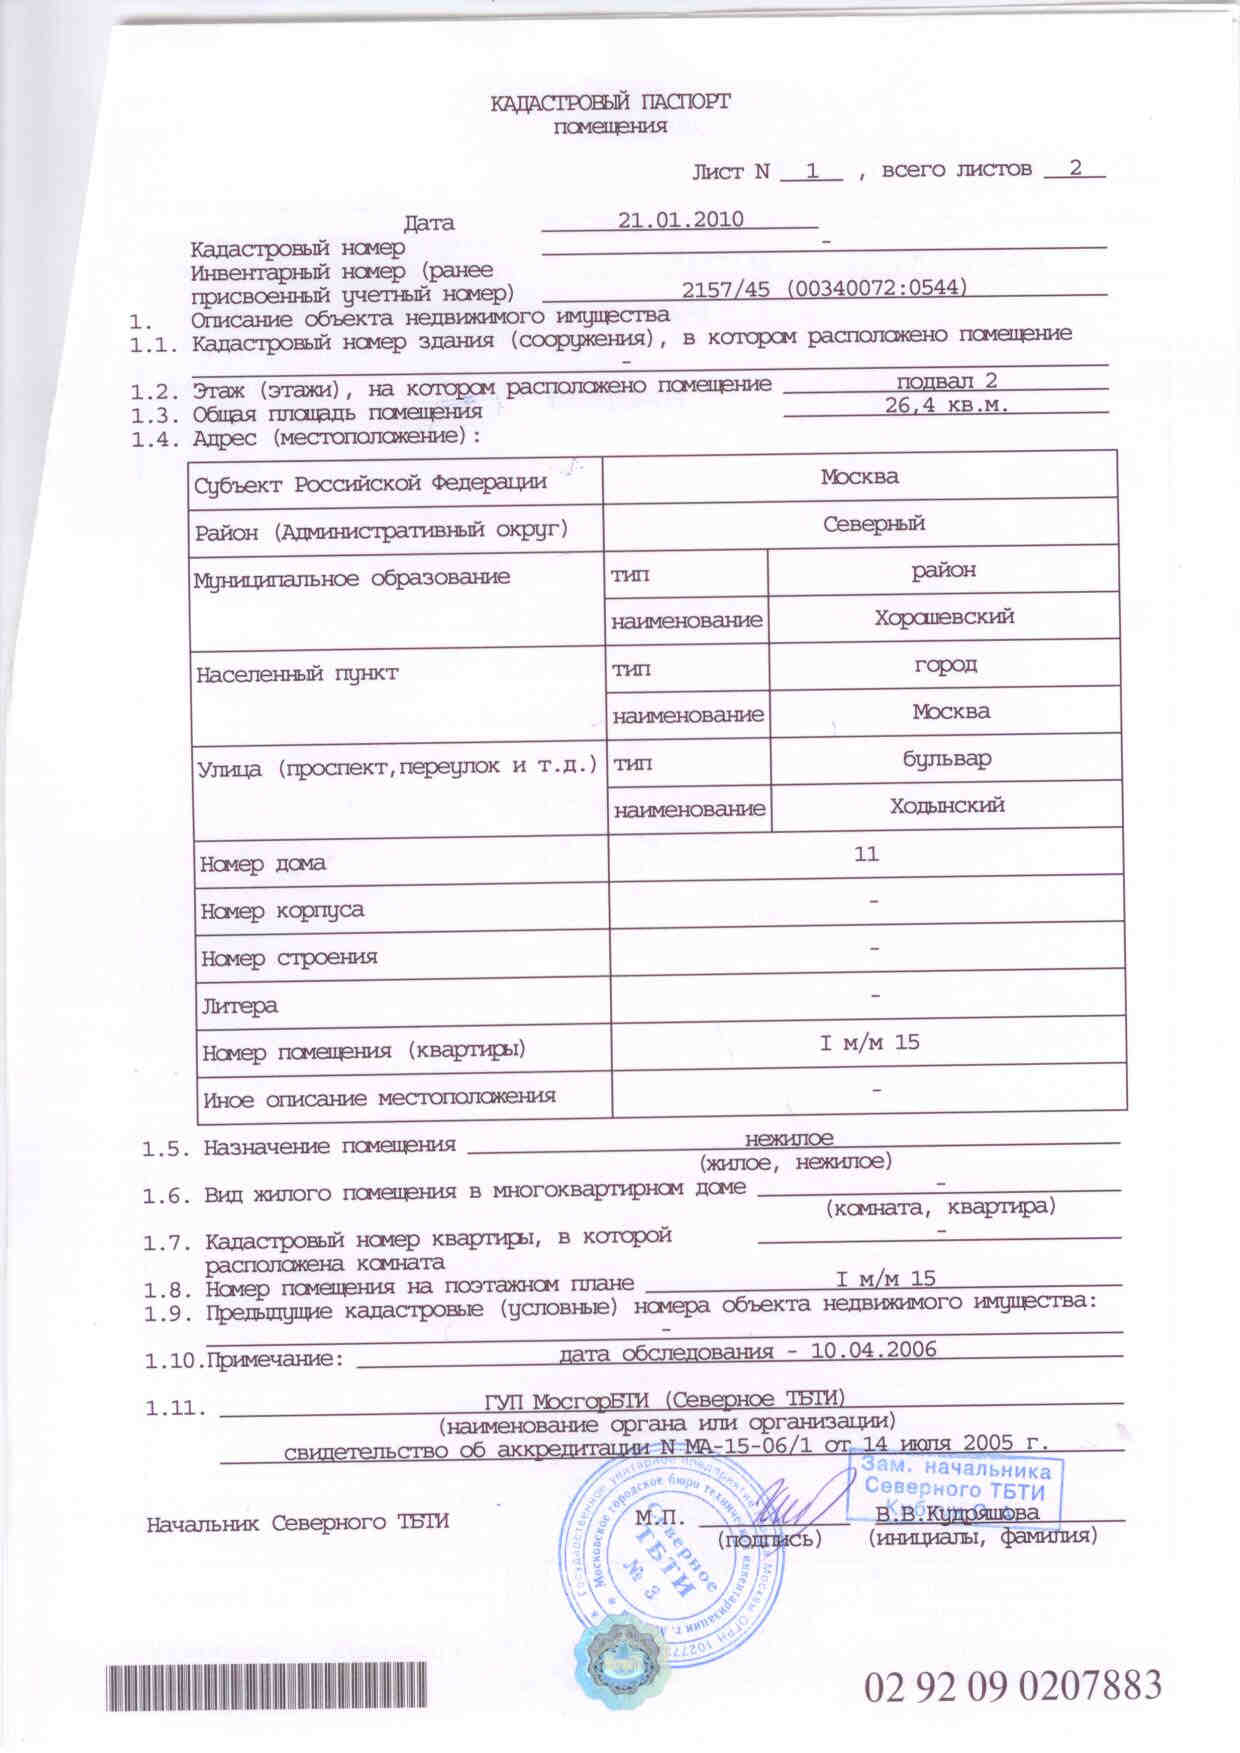 КАДАСТРОВЫЙ ПАСПОРТ
помещения
Лист N 1 , всего листов 2
Дата 21.01.2010
Кадастровый номер -
Инвентарный номер (ранее
присвоенный учетный номер) 2157/45 (00340072:0544)
1. Описание объекта недвижимого имущества
1.1. Кадастровый номер здания (сооружения), в котором расположено помещение
-
1.2. Этаж (этажи), на котором расположено помещение подвал 2
1.3. Общая площадь помещения 26,4 кв.м.
1.4. Адрес (местоположение):
Субъект Российской Федерации Москва
Район (Административный округ) Северный
Муниципальное образование тип район
наименование Хорошевский
Населенный пункт тип город
наименование Москва
Улица (проспект,переулок и т.д.) тип бульвар
наименование Ходынский
Номер дома 11
Номер корпуса -
Номер строения -
Литера -
Номер помещения (квартиры) I м/м 15
Иное описание местоположения -
1.5. Назначение помещения нежилое
(жилое, нежилое)
1.6. Вид жилого помещения в многоквартирном доме -
(комната, квартира)
1.7. Кадастровый номер квартиры, в которой -
расположена комната
1.8. Номер помещения на поэтажном плане I м/м 15
1.9. Предыдущие кадастровые (условные) номера объекта недвижимого имущества:
-
1.10.Примечание: дата обследования - 10.04.2006
1.11. ГУП МосгорБТИ (Северное ТБТИ)
(наименование органа или организации)
свидетельство об аккредитации N МА-15-06/1 от 14 июля 2005 г.
Зам. начальника
Северного ТБТИ
Начальник Северного ТБТИ М.П. В.В.Кудряшова
(подпись) (инициалы, фамилия)
Государственное унитарное предприятие Москвы ОГРН
Московское городское бюро технической инвентаризации г.
Северное
ТБТИ
№ 3
02 92 09 0207883